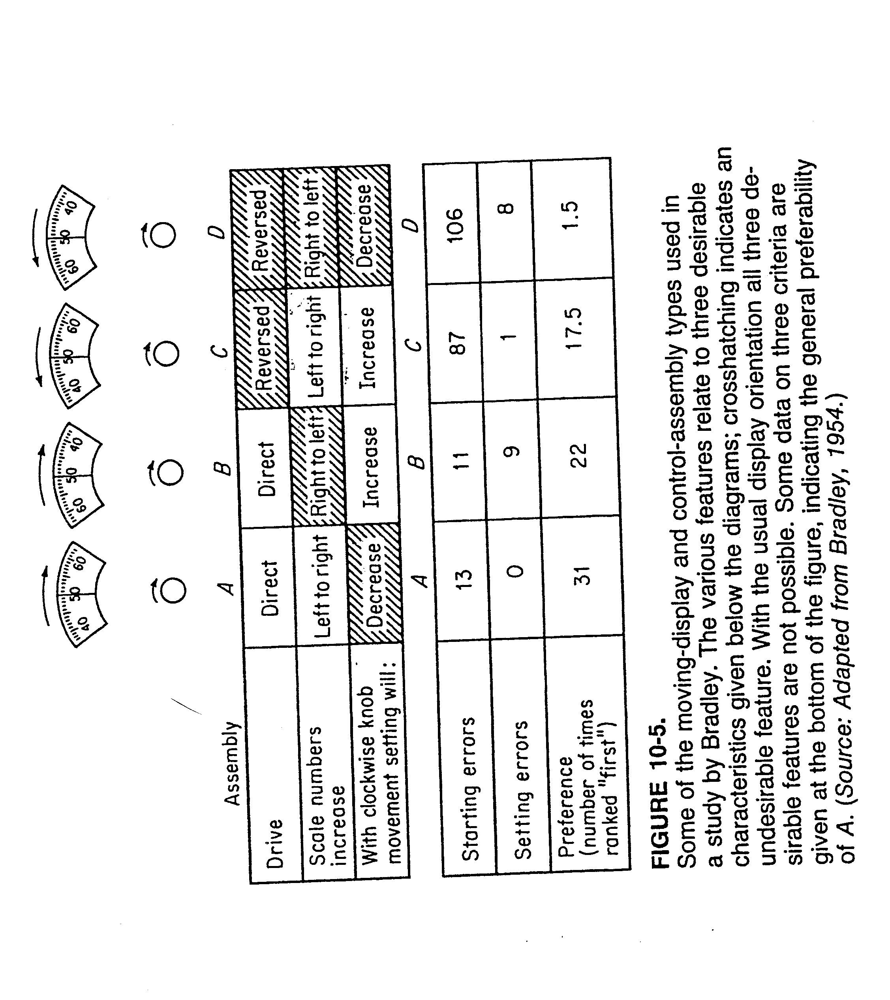 40 50 60
60 50 40
40 50 60
60 50 40
Assembly A B C D
Drive Direct Direct Reversed Reversed
Scale numbers
increase Left to right Right to left Left to right Right to left
With clockwise knob
movement setting will: Decrease Increase Increase Decrease
A B C D
Starting errors 13 11 87 106
Setting errors 0 9 1 8
Preference
(number of times
ranked "first") 31 22 17.5 1.5
FIGURE 10-5.
Some of the moving-display and control-assembly types used in
a study by Bradley. The various features relate to three desirable
characteristics given below the diagrams; crosshatching indicates an
undesirable feature. With the usual display orientation all three de-
sirable features are not possible. Some data on three criteria are
given at the bottom of the figure, indicating the general preferability
of A. (Source: Adapted from Bradley, 1954.)